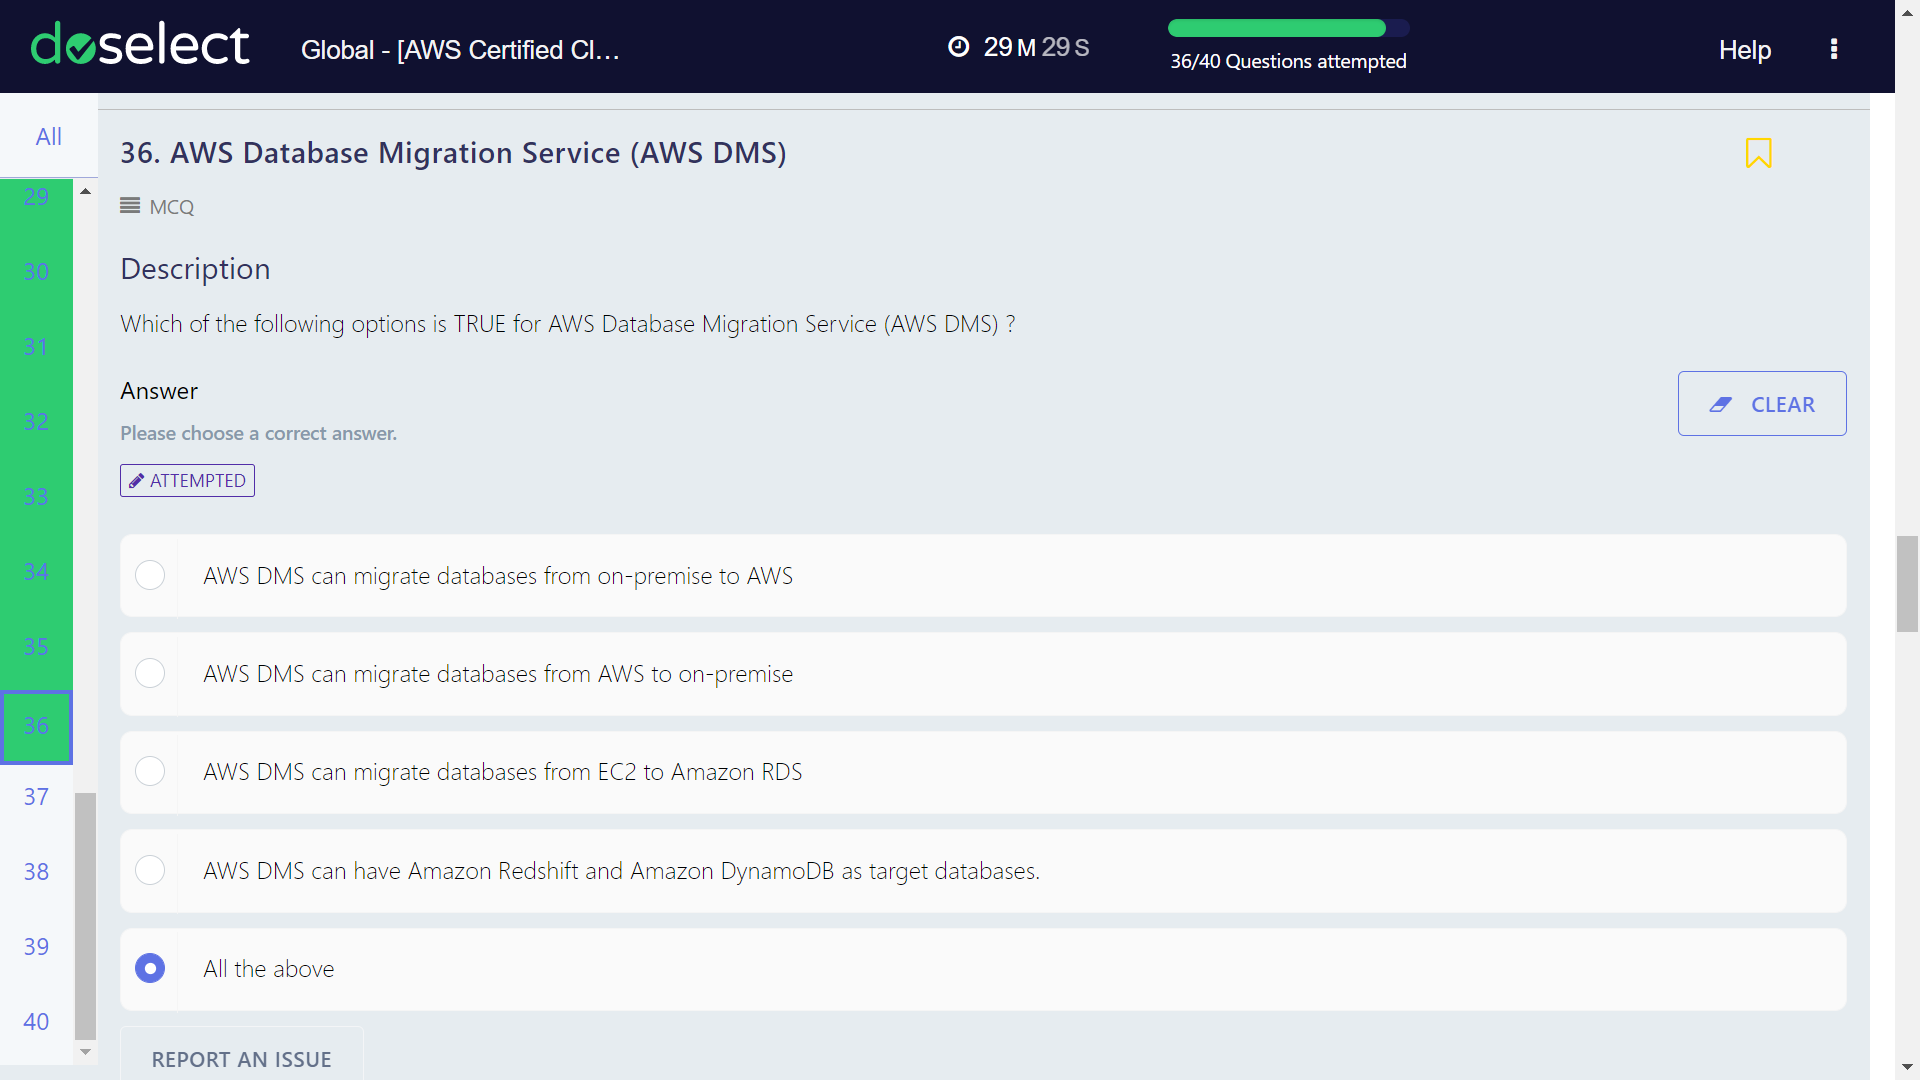 doselect
Global - [AWS Certified Cl...
29 M 29 S
36/40 Questions attempted
Help
All
29
30
31
32
33
34
35
36
37
38
39
40
36. AWS Database Migration Service (AWS DMS)
MCQ
Description
Which of the following options is TRUE for AWS Database Migration Service (AWS DMS) ?
Answer
Please choose a correct answer.
CLEAR
ATTEMPTED
AWS DMS can migrate databases from on-premise to AWS
AWS DMS can migrate databases from AWS to on-premise
AWS DMS can migrate databases from EC2 to Amazon RDS
AWS DMS can have Amazon Redshift and Amazon DynamoDB as target databases.
All the above
REPORT AN ISSUE